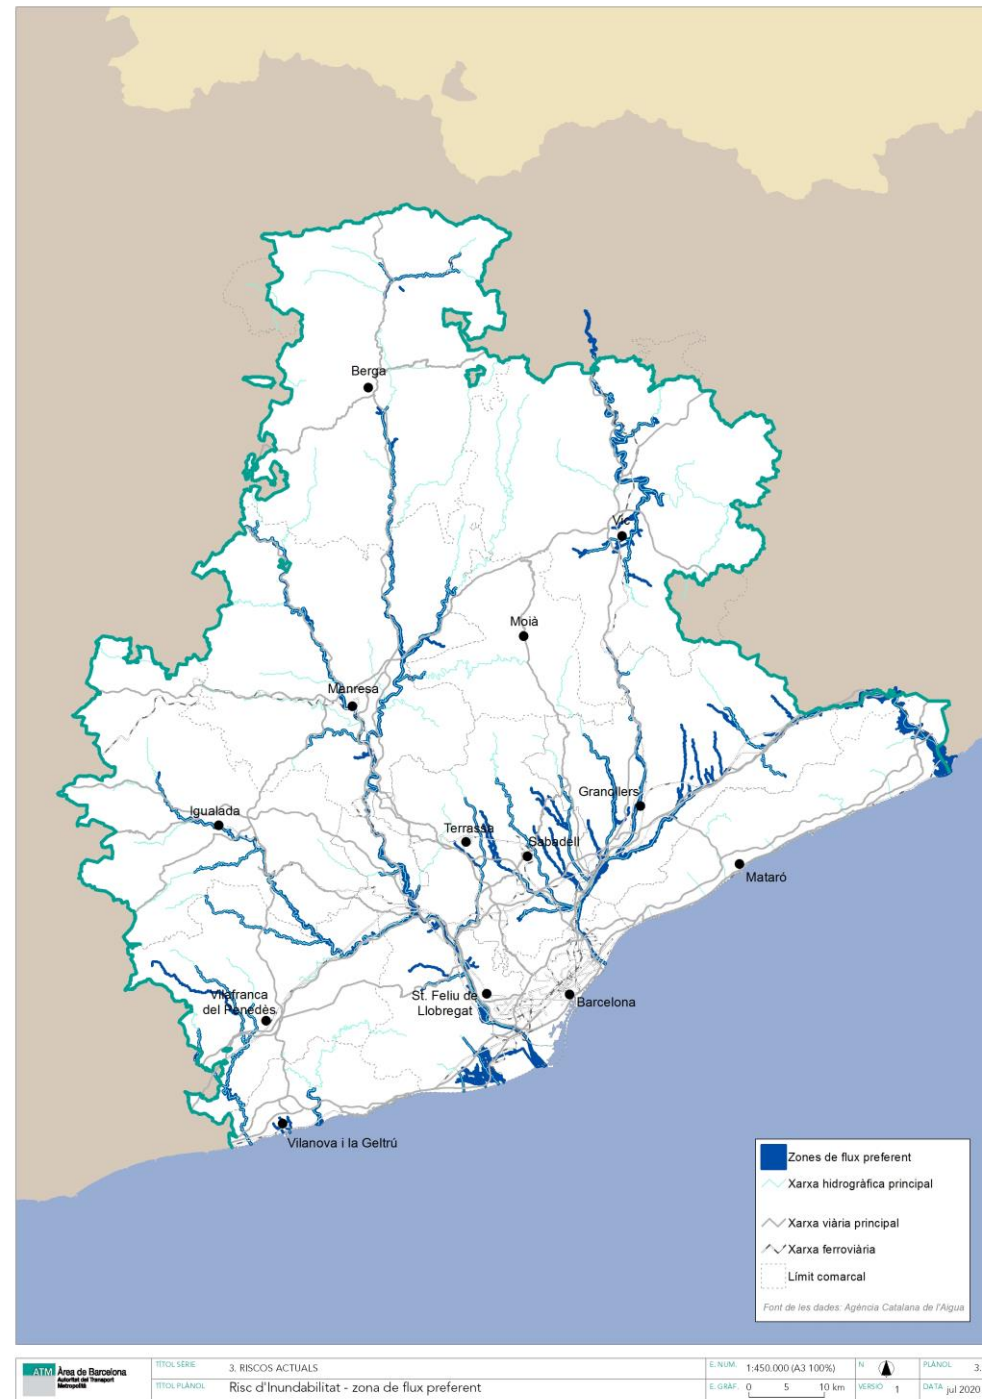 Berga
Vic
Moià
Manresa
Igualada
Granollers
Terrassa
Sabadell
Mataró
St. Feliu de
Llobregat
Barcelona
Vilafranca
del Penedès
Vilanova i la Geltrú
Zones de flux preferent
Xarxa hidrogràfica principal
Xarxa viària principal
Xarxa ferroviària
Límit comarcal
Font de les dades: Agència Catalana de l'Aigua
ATM Àrea de Barcelona
Autoritat del Transport
Metropolità
TÍTOL SÈRIE 3. RISCOS ACTUALS
TÍTOL PLÀNOL Risc d'Inundabilitat - zona de flux preferent
E. NUM. 1:450.000 (A3 100%) N PLÀNOL 3.
E. GRÀF. 0 5 10 km VERSIÓ 1 DATA jul 2020